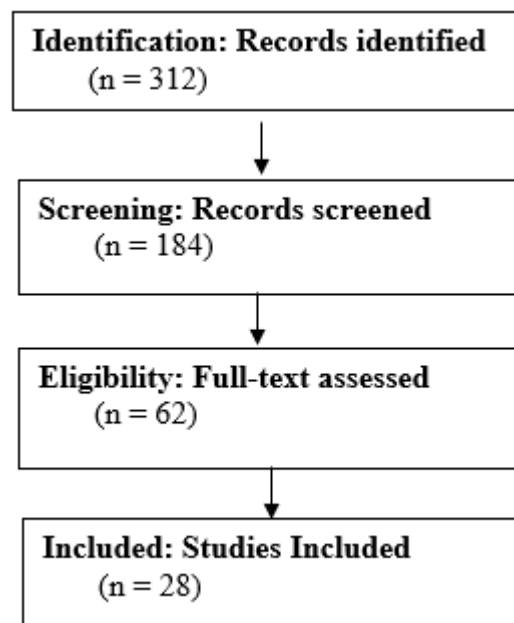 Identification: Records identified
(n = 312)
Screening: Records screened
(n = 184)
Eligibility: Full-text assessed
(n = 62)
Included: Studies Included
(n = 28)